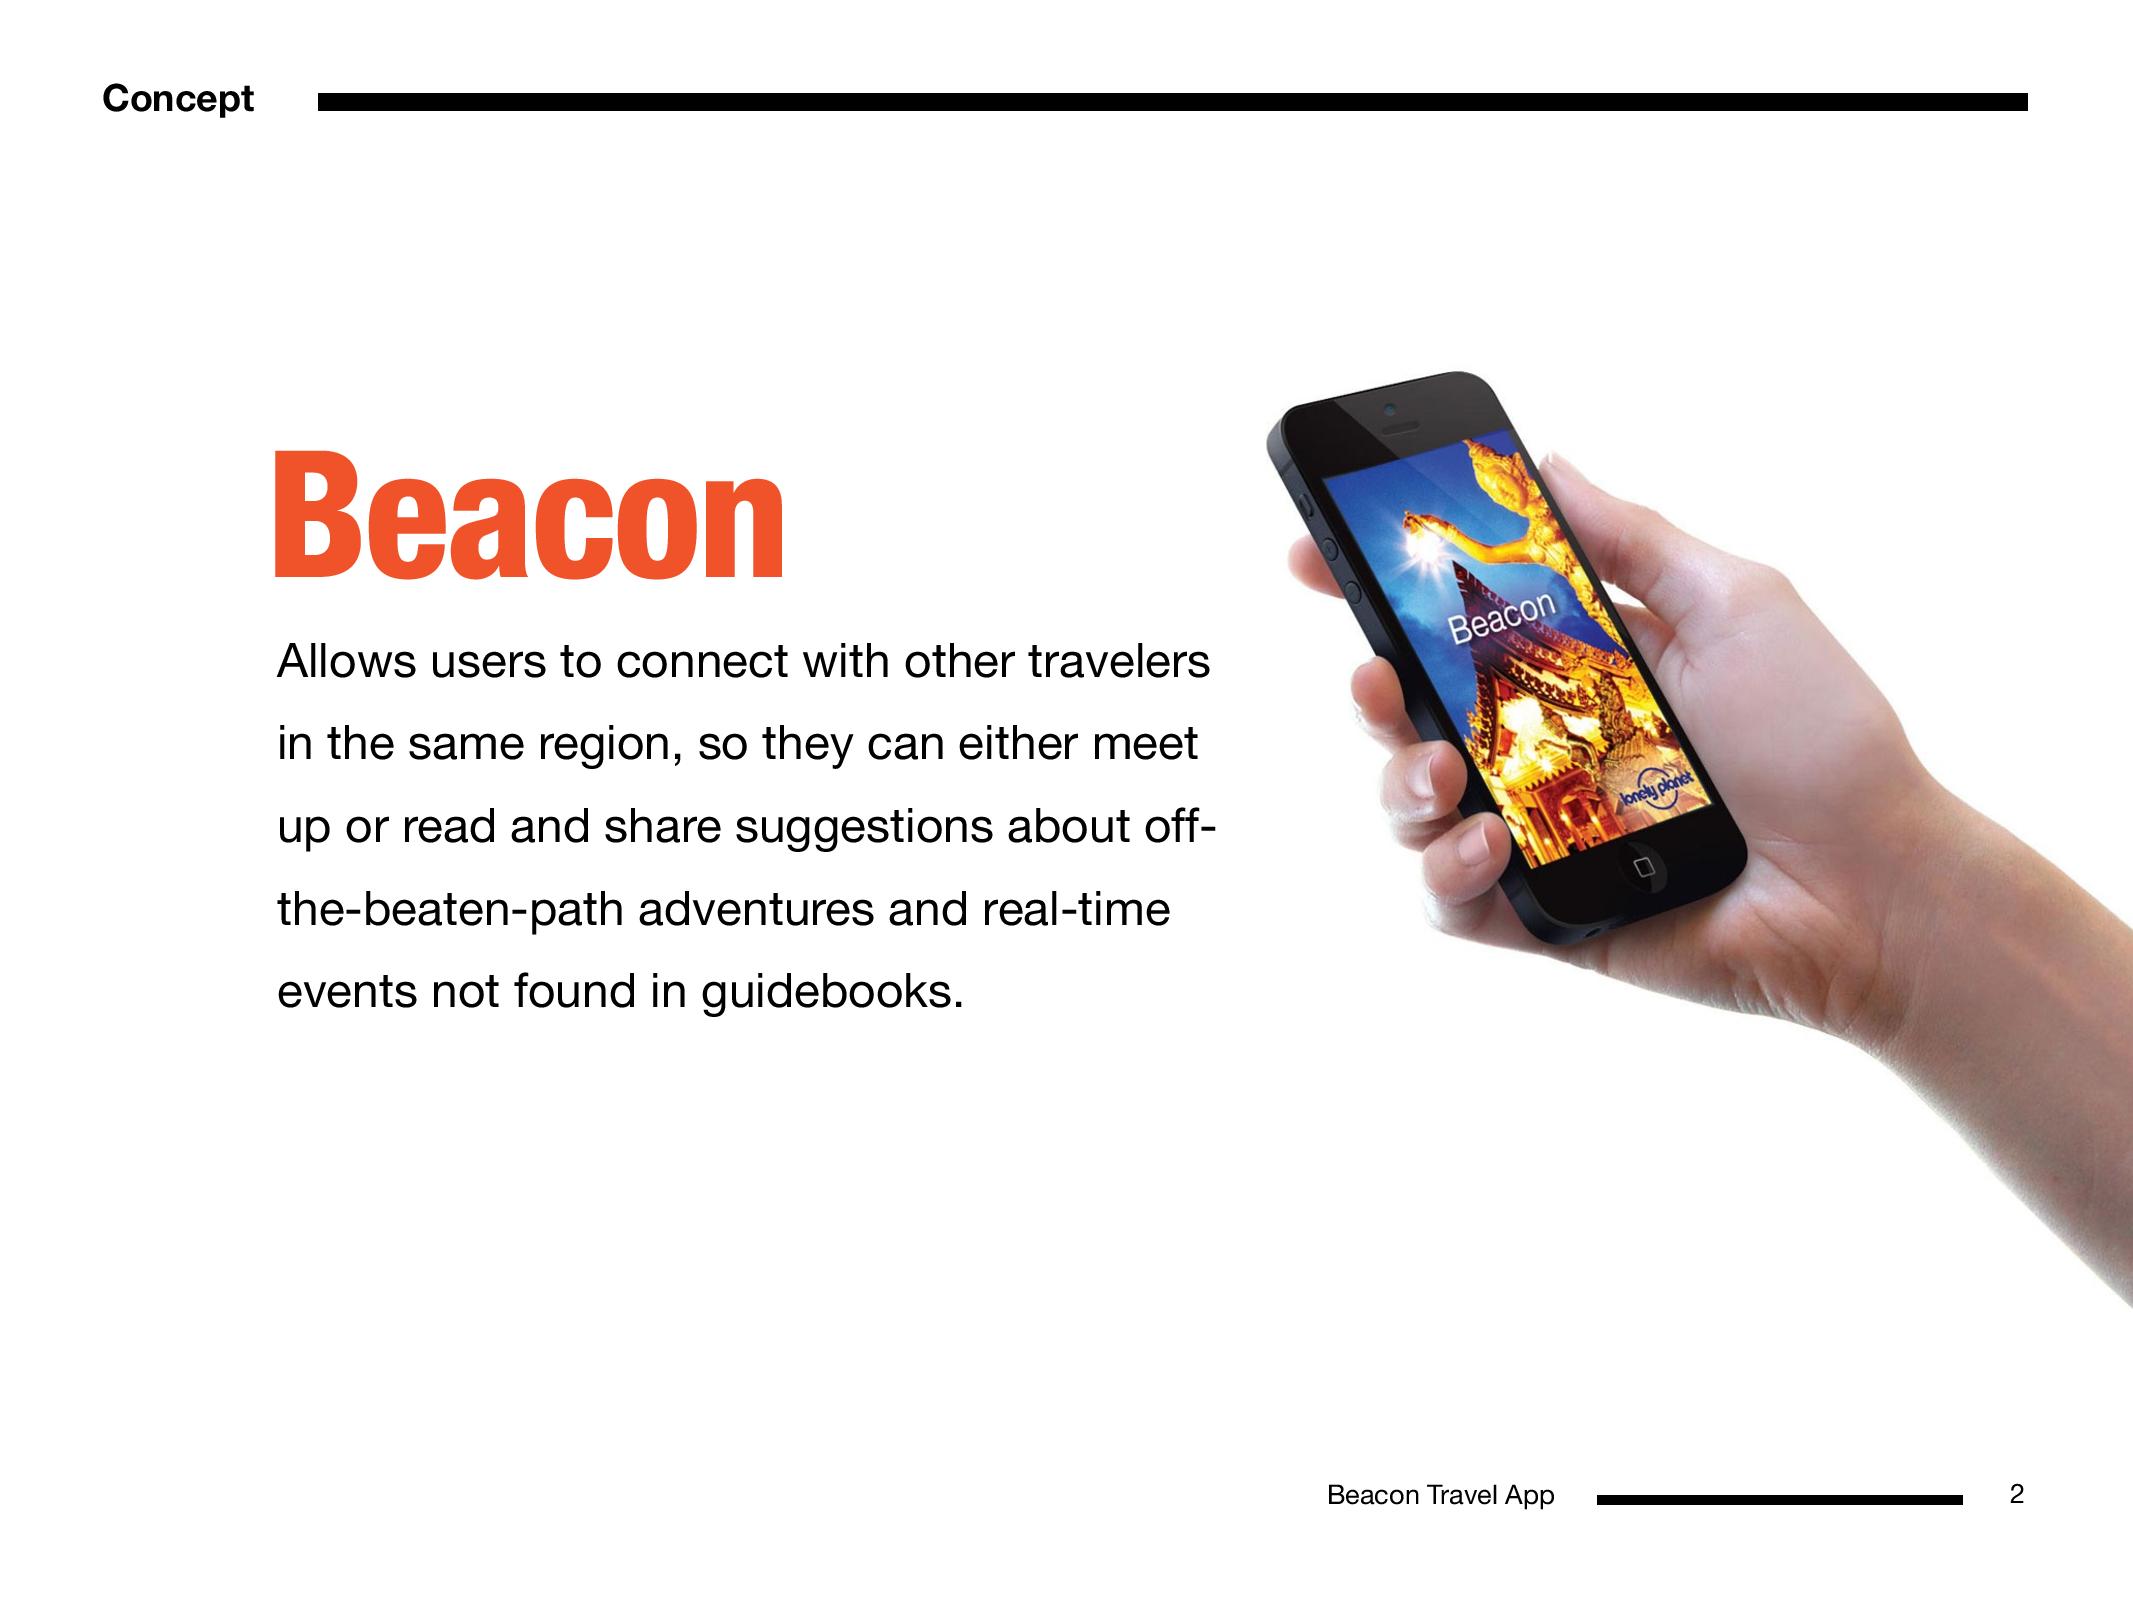 Concept
Beacon
Allows users to connect with other travelers
in the same region, so they can either meet
up or read and share suggestions about off-
the-beaten-path adventures and real-time
events not found in guidebooks.
Beacon
lonely planet
Beacon Travel App
2